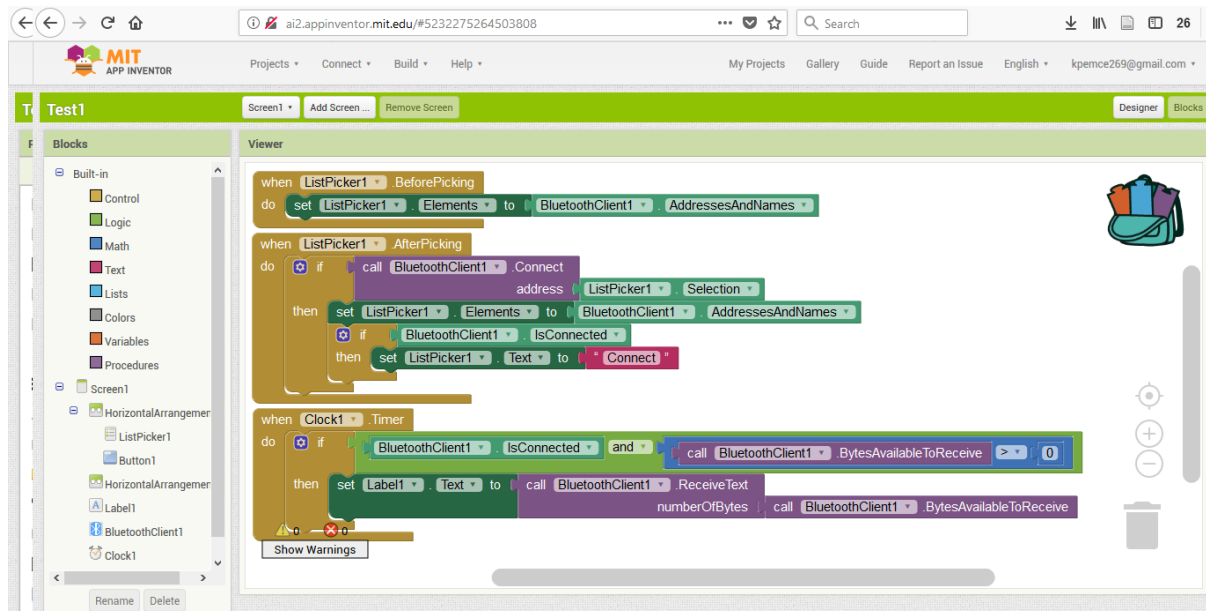 ai2.appinventor.mit.edu/#5232275264503808
Search
26
MIT
APP INVENTOR
Projects
Connect
Build
Help
My Projects
Gallery
Guide
Report an Issue
English
kpemce269@gmail.com
Test1
Screen1
Add Screen ...
Remove Screen
Designer
Blocks
Blocks
Viewer
Built-in
Control
Logic
Math
Text
Lists
Colors
Variables
Procedures
Screen1
HorizontalArrangemen
ListPicker1
Button1
HorizontalArrangemen
Label1
BluetoothClient1
Clock1
Rename
Delete
when ListPicker1 .BeforePicking
do set ListPicker1 . Elements to BluetoothClient1 . AddressesAndNames
when ListPicker1 .AfterPicking
do if call BluetoothClient1 .Connect
address ListPicker1 . Selection
then set ListPicker1 . Elements to BluetoothClient1 . AddressesAndNames
if BluetoothClient1 . IsConnected
then set ListPicker1 . Text to " Connect "
when Clock1 .Timer
do if BluetoothClient1 . IsConnected and call BluetoothClient1 .BytesAvailableToReceive > 0
then set Label1 . Text to call BluetoothClient1 .ReceiveText
numberOfBytes call BluetoothClient1 .BytesAvailableToReceive
0 0
Show Warnings